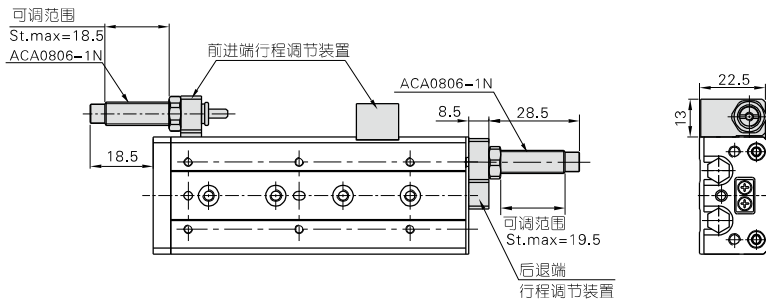 可调范围
St.max=18.5
ACA0806-1N
前进端行程调节装置
ACA0806-1N
8.5
28.5
18.5
可调范围
St.max=19.5
后退端
行程调节装置
22.5
13